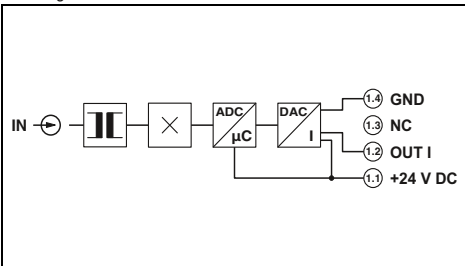 ADC
DAC
1.4 GND
1.3 NC
IN
µC
I
1.2 OUT I
1.1 +24 V DC